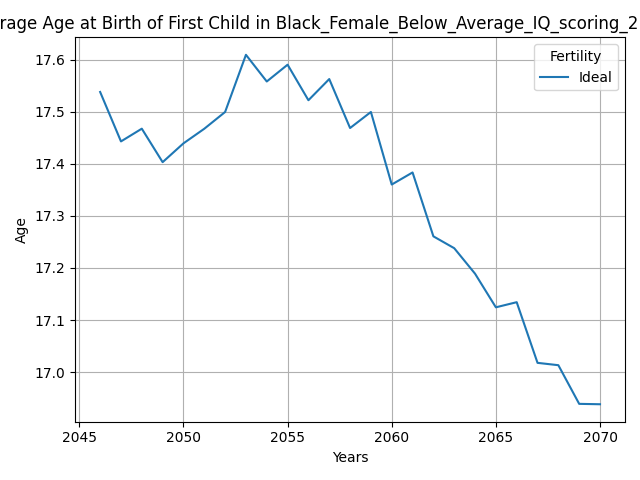 rage Age at Birth of First Child in Black_Female_Below_Average_IQ_scoring_2
Fertility
Ideal
17.6
17.5
17.4
17.3
17.2
17.1
17.0
Age
2045 2050 2055 2060 2065 2070
Years